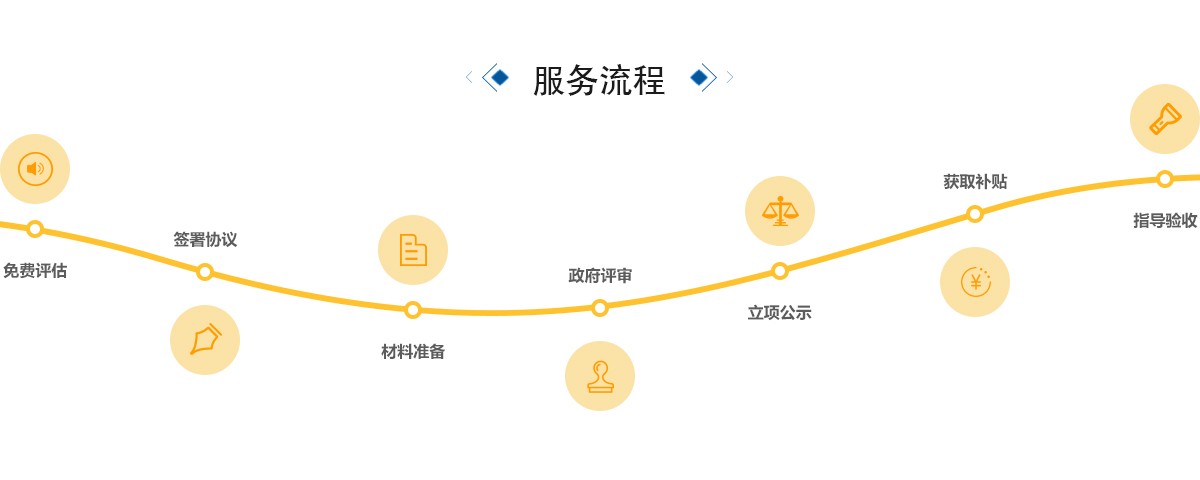 服务流程
免费评估
签署协议
材料准备
政府评审
立项公示
获取补贴
指导验收